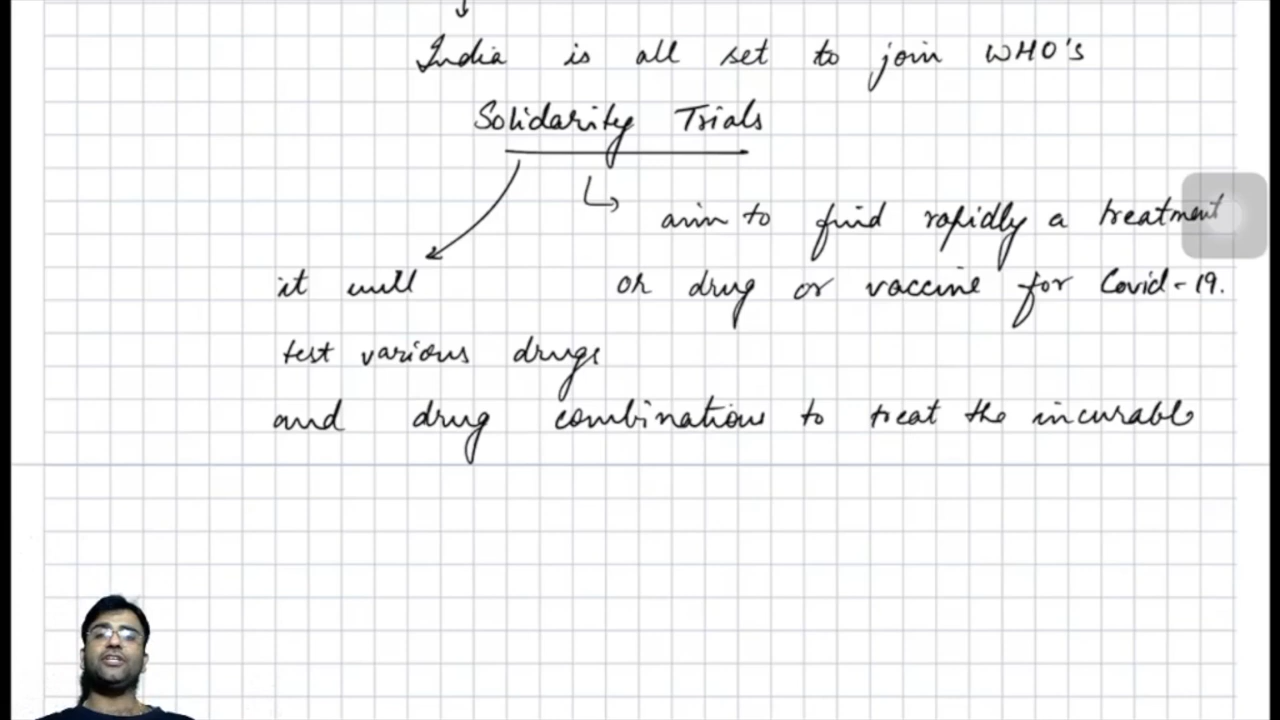 India is all set to join WHO's
Solidarity Trials
aim to find rapidly a treatment
it will
or drug or vaccine for Covid-19.
test various drugs
and drug combinations to treat the incurable